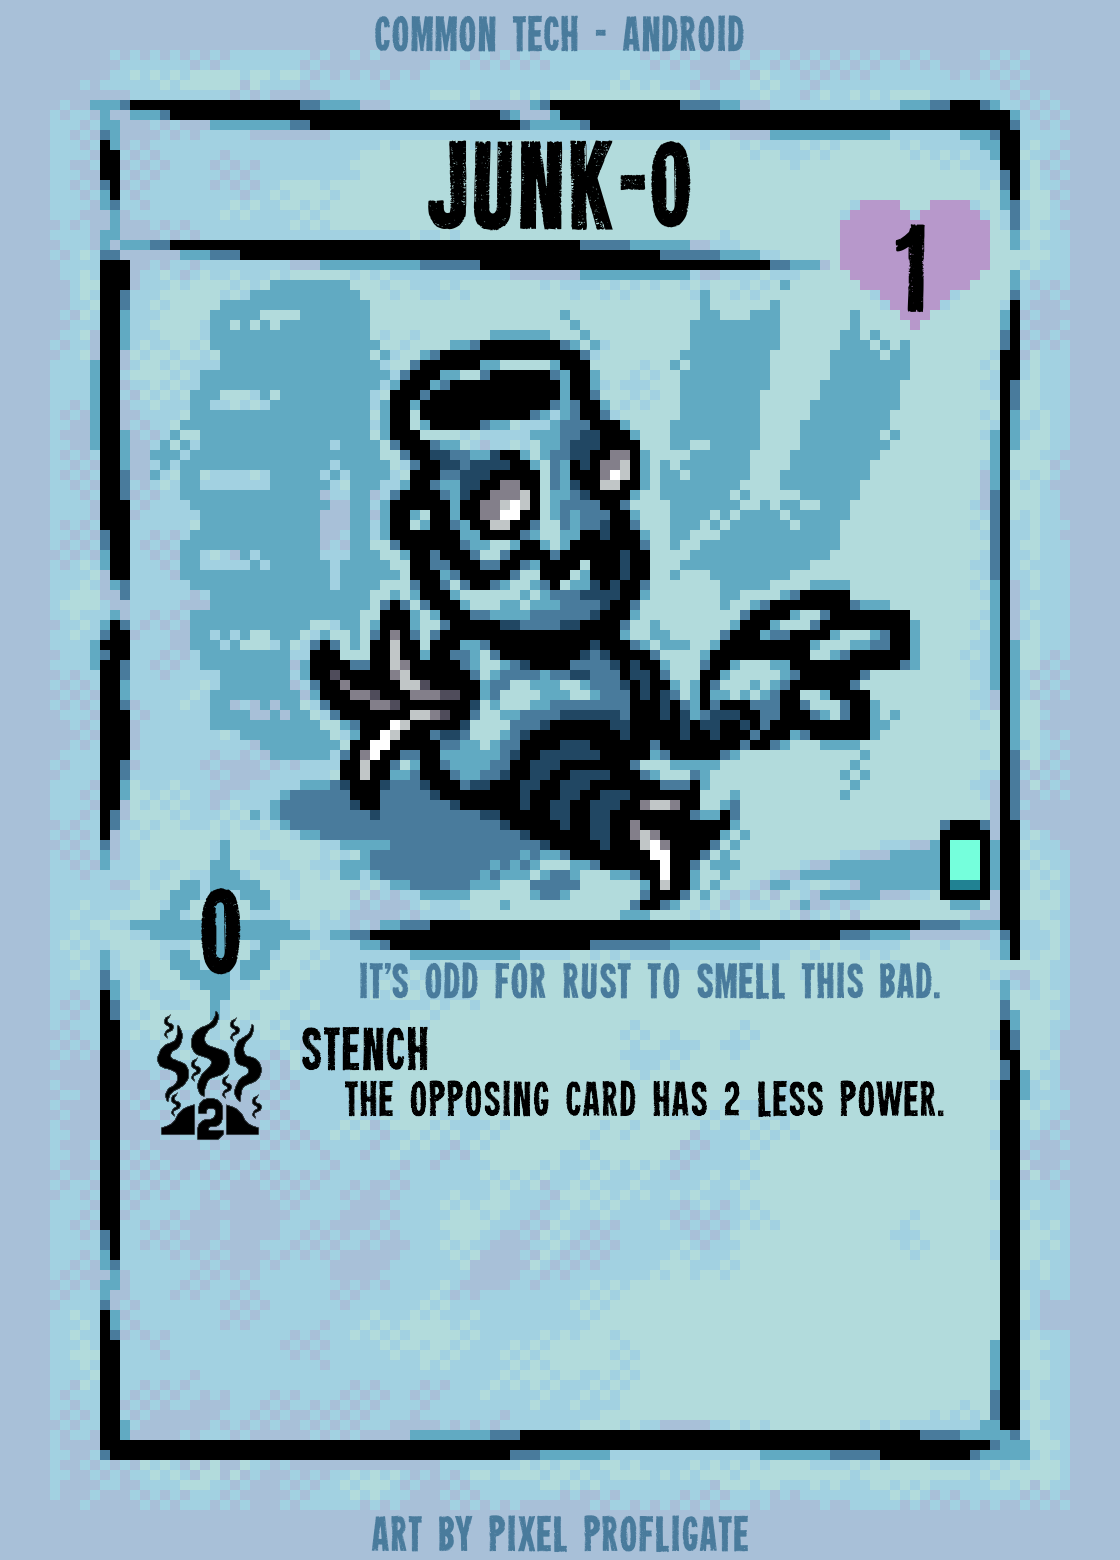 COMMON TECH - ANDROID
JUNK-O
1
0
IT'S ODD FOR RUST TO SMELL THIS BAD.
STENCH
THE OPPOSING CARD HAS 2 LESS POWER.
2
ART BY PIXEL PROFLIGATE